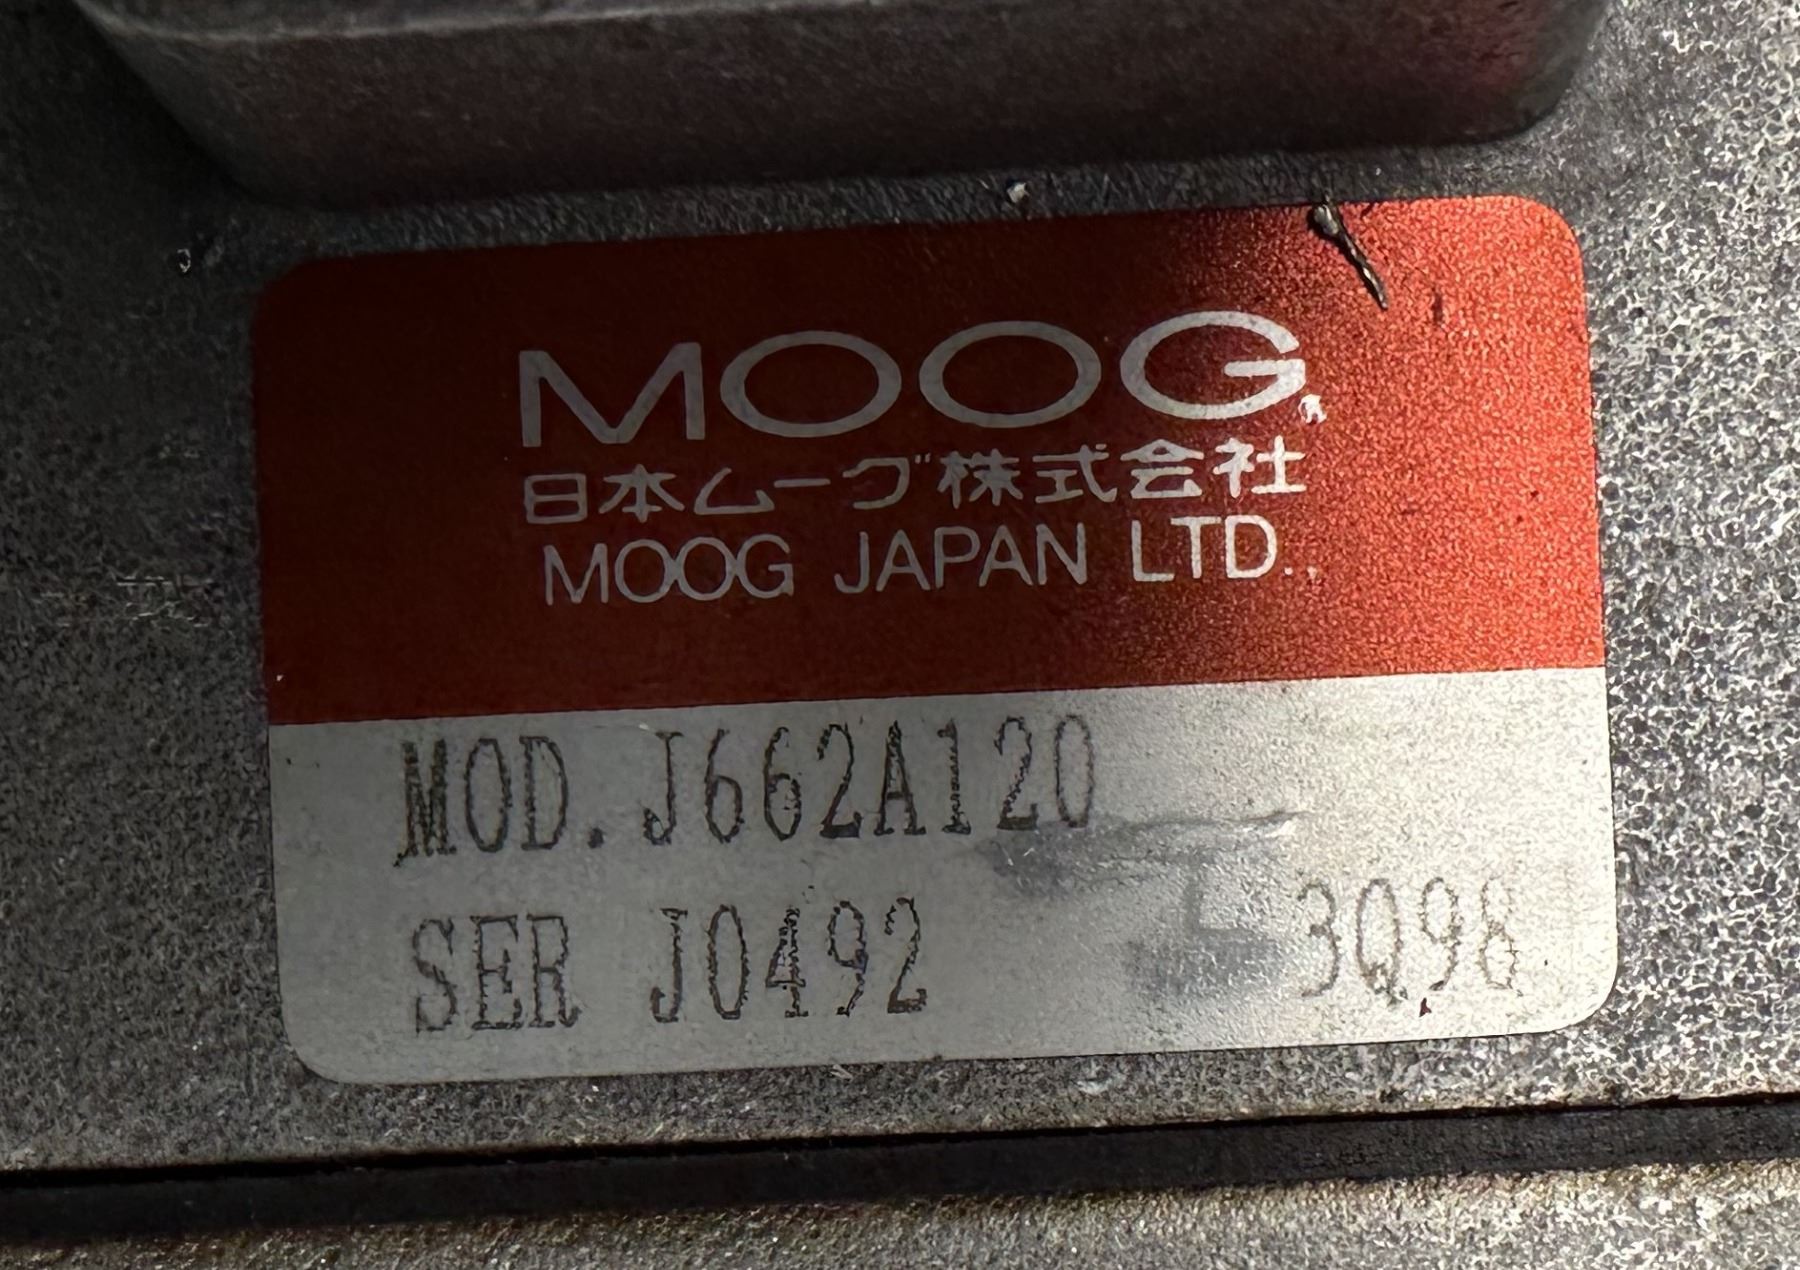 MOOG®
日本ムーグ株式会社
MOOG JAPAN LTD.,
MOD. J662A120
SER J0492 3Q98